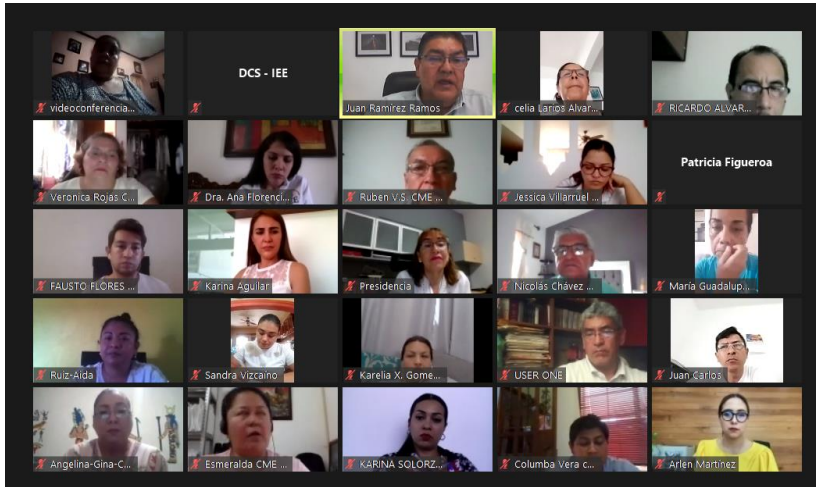 videoconferencia...
DCS - IEE
Juan Ramirez Ramos
celia Larios Alvar...
RICARDO ALVAR...
Veronica Rojas C...
Dra. Ana Florenci...
Ruben V.S. CME ...
Jessica Villarruel ...
Patricia Figueroa
FAUSTO FLORES ...
Karina Aguilar
Presidencia
Nicolás Chávez ...
María Guadalup...
Ruiz-Aida
Sandra Vizcaino
Karelia X. Gome...
USER ONE
Juan Carlos
Angelina-Gina-C...
Esmeralda CME ...
KARINA SOLORZ...
Columba Vera c...
Arlen Martinez